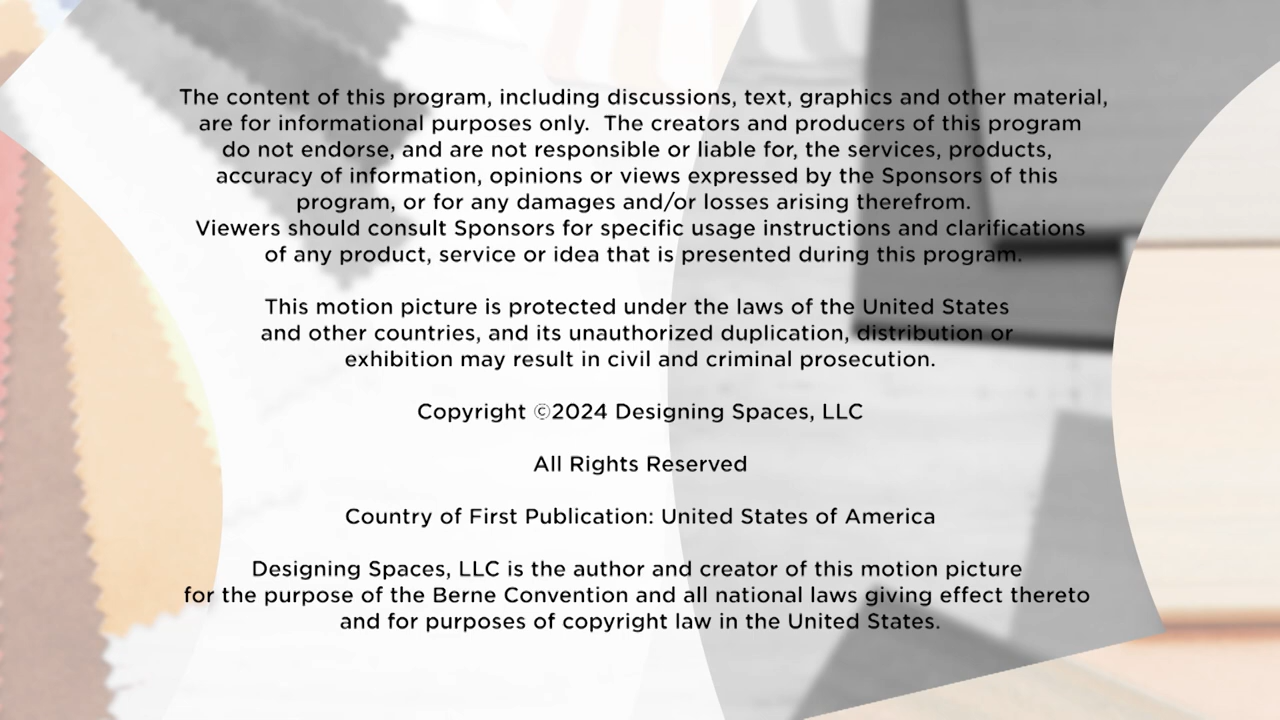 The content of this program, including discussions, text, graphics and other material,
are for informational purposes only.  The creators and producers of this program
do not endorse, and are not responsible or liable for, the services, products,
accuracy of information, opinions or views expressed by the Sponsors of this
program, or for any damages and/or losses arising therefrom.
Viewers should consult Sponsors for specific usage instructions and clarifications
of any product, service or idea that is presented during this program.
This motion picture is protected under the laws of the United States
and other countries, and its unauthorized duplication, distribution or
exhibition may result in civil and criminal prosecution.
Copyright ©2024 Designing Spaces, LLC
All Rights Reserved
Country of First Publication: United States of America
Designing Spaces, LLC is the author and creator of this motion picture
for the purpose of the Berne Convention and all national laws giving effect thereto
and for purposes of copyright law in the United States.